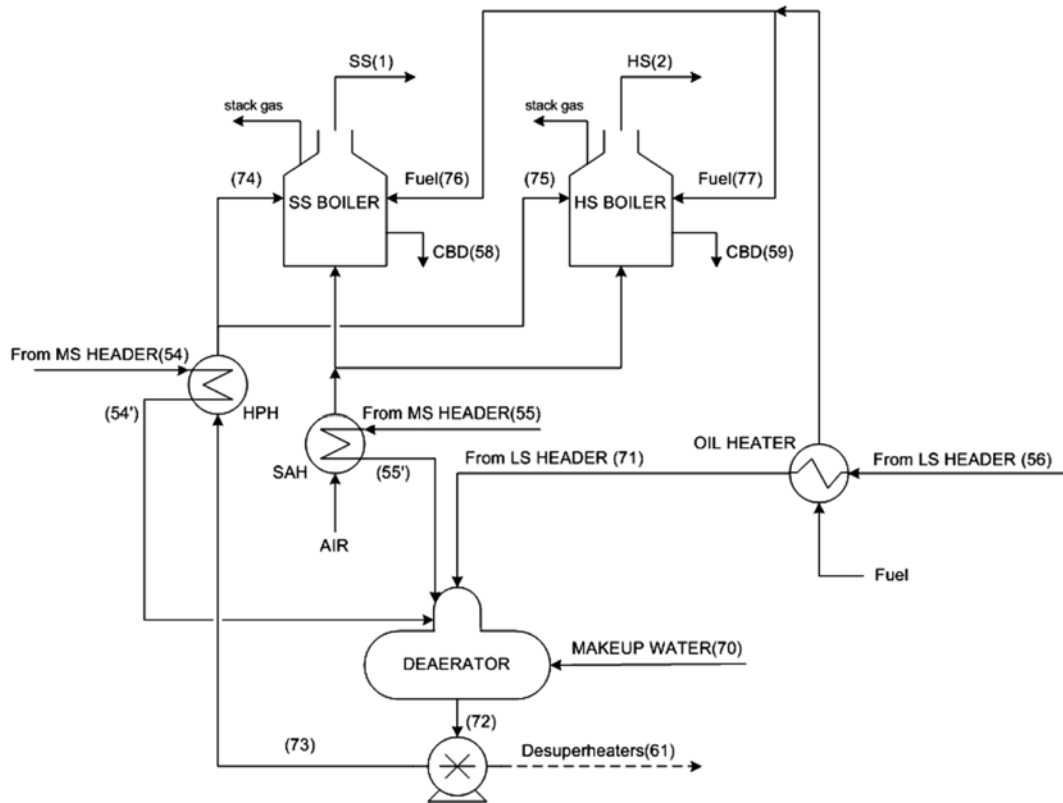 SS(1)
HS(2)
stack gas
stack gas
(74)
Fuel(76)
(75)
Fuel(77)
SS BOILER
HS BOILER
CBD(58)
CBD(59)
From MS HEADER(54)
(54')
HPH
From MS HEADER(55)
OIL HEATER
SAH
(55')
From LS HEADER (71)
From LS HEADER (56)
AIR
Fuel
MAKEUP WATER(70)
DEAERATOR
(72)
(73)
Desuperheaters(61)